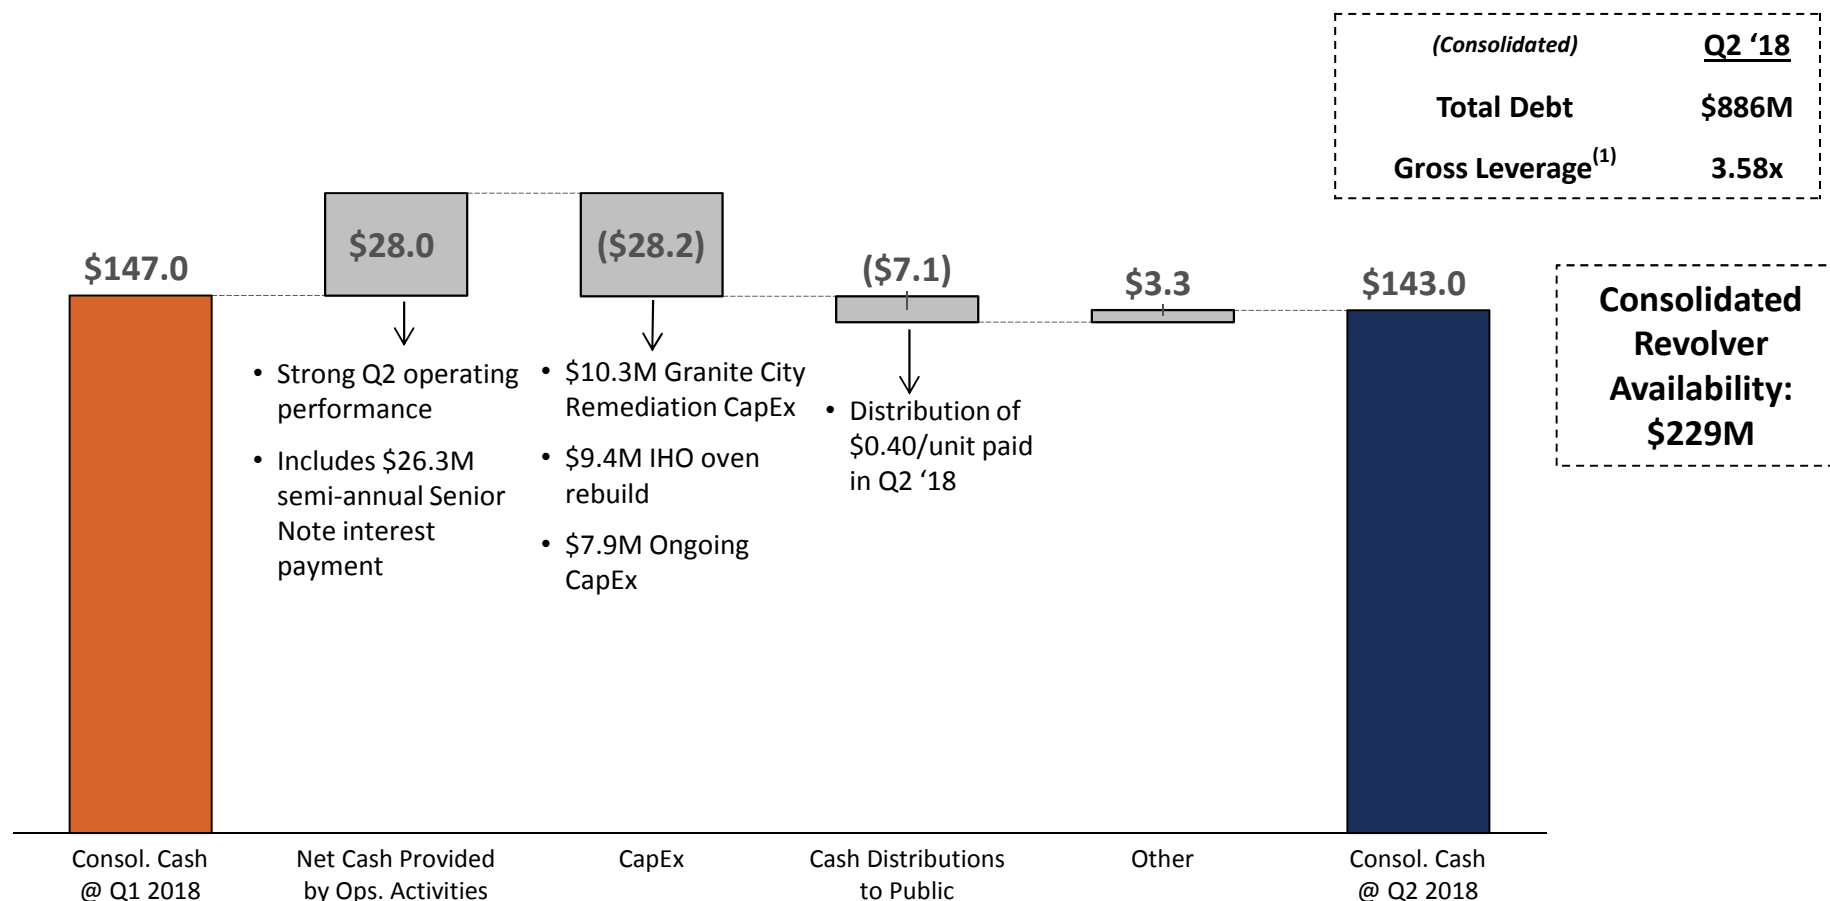 (Consolidated) Q2 ‘18
Total Debt $886M
Gross Leverage(1) 3.58x
Consolidated
Revolver
Availability:
$229M
$147.0
$28.0
($28.2)
($7.1)
$3.3
$143.0
• Strong Q2 operating
performance
• Includes $26.3M
semi-annual Senior
Note interest
payment
• $10.3M Granite City
Remediation CapEx
• $9.4M IHO oven
rebuild
• $7.9M Ongoing
CapEx
• Distribution of
$0.40/unit paid
in Q2 ‘18
Consol. Cash
@ Q1 2018
Net Cash Provided
by Ops. Activities
CapEx
Cash Distributions
to Public
Other
Consol. Cash
@ Q2 2018